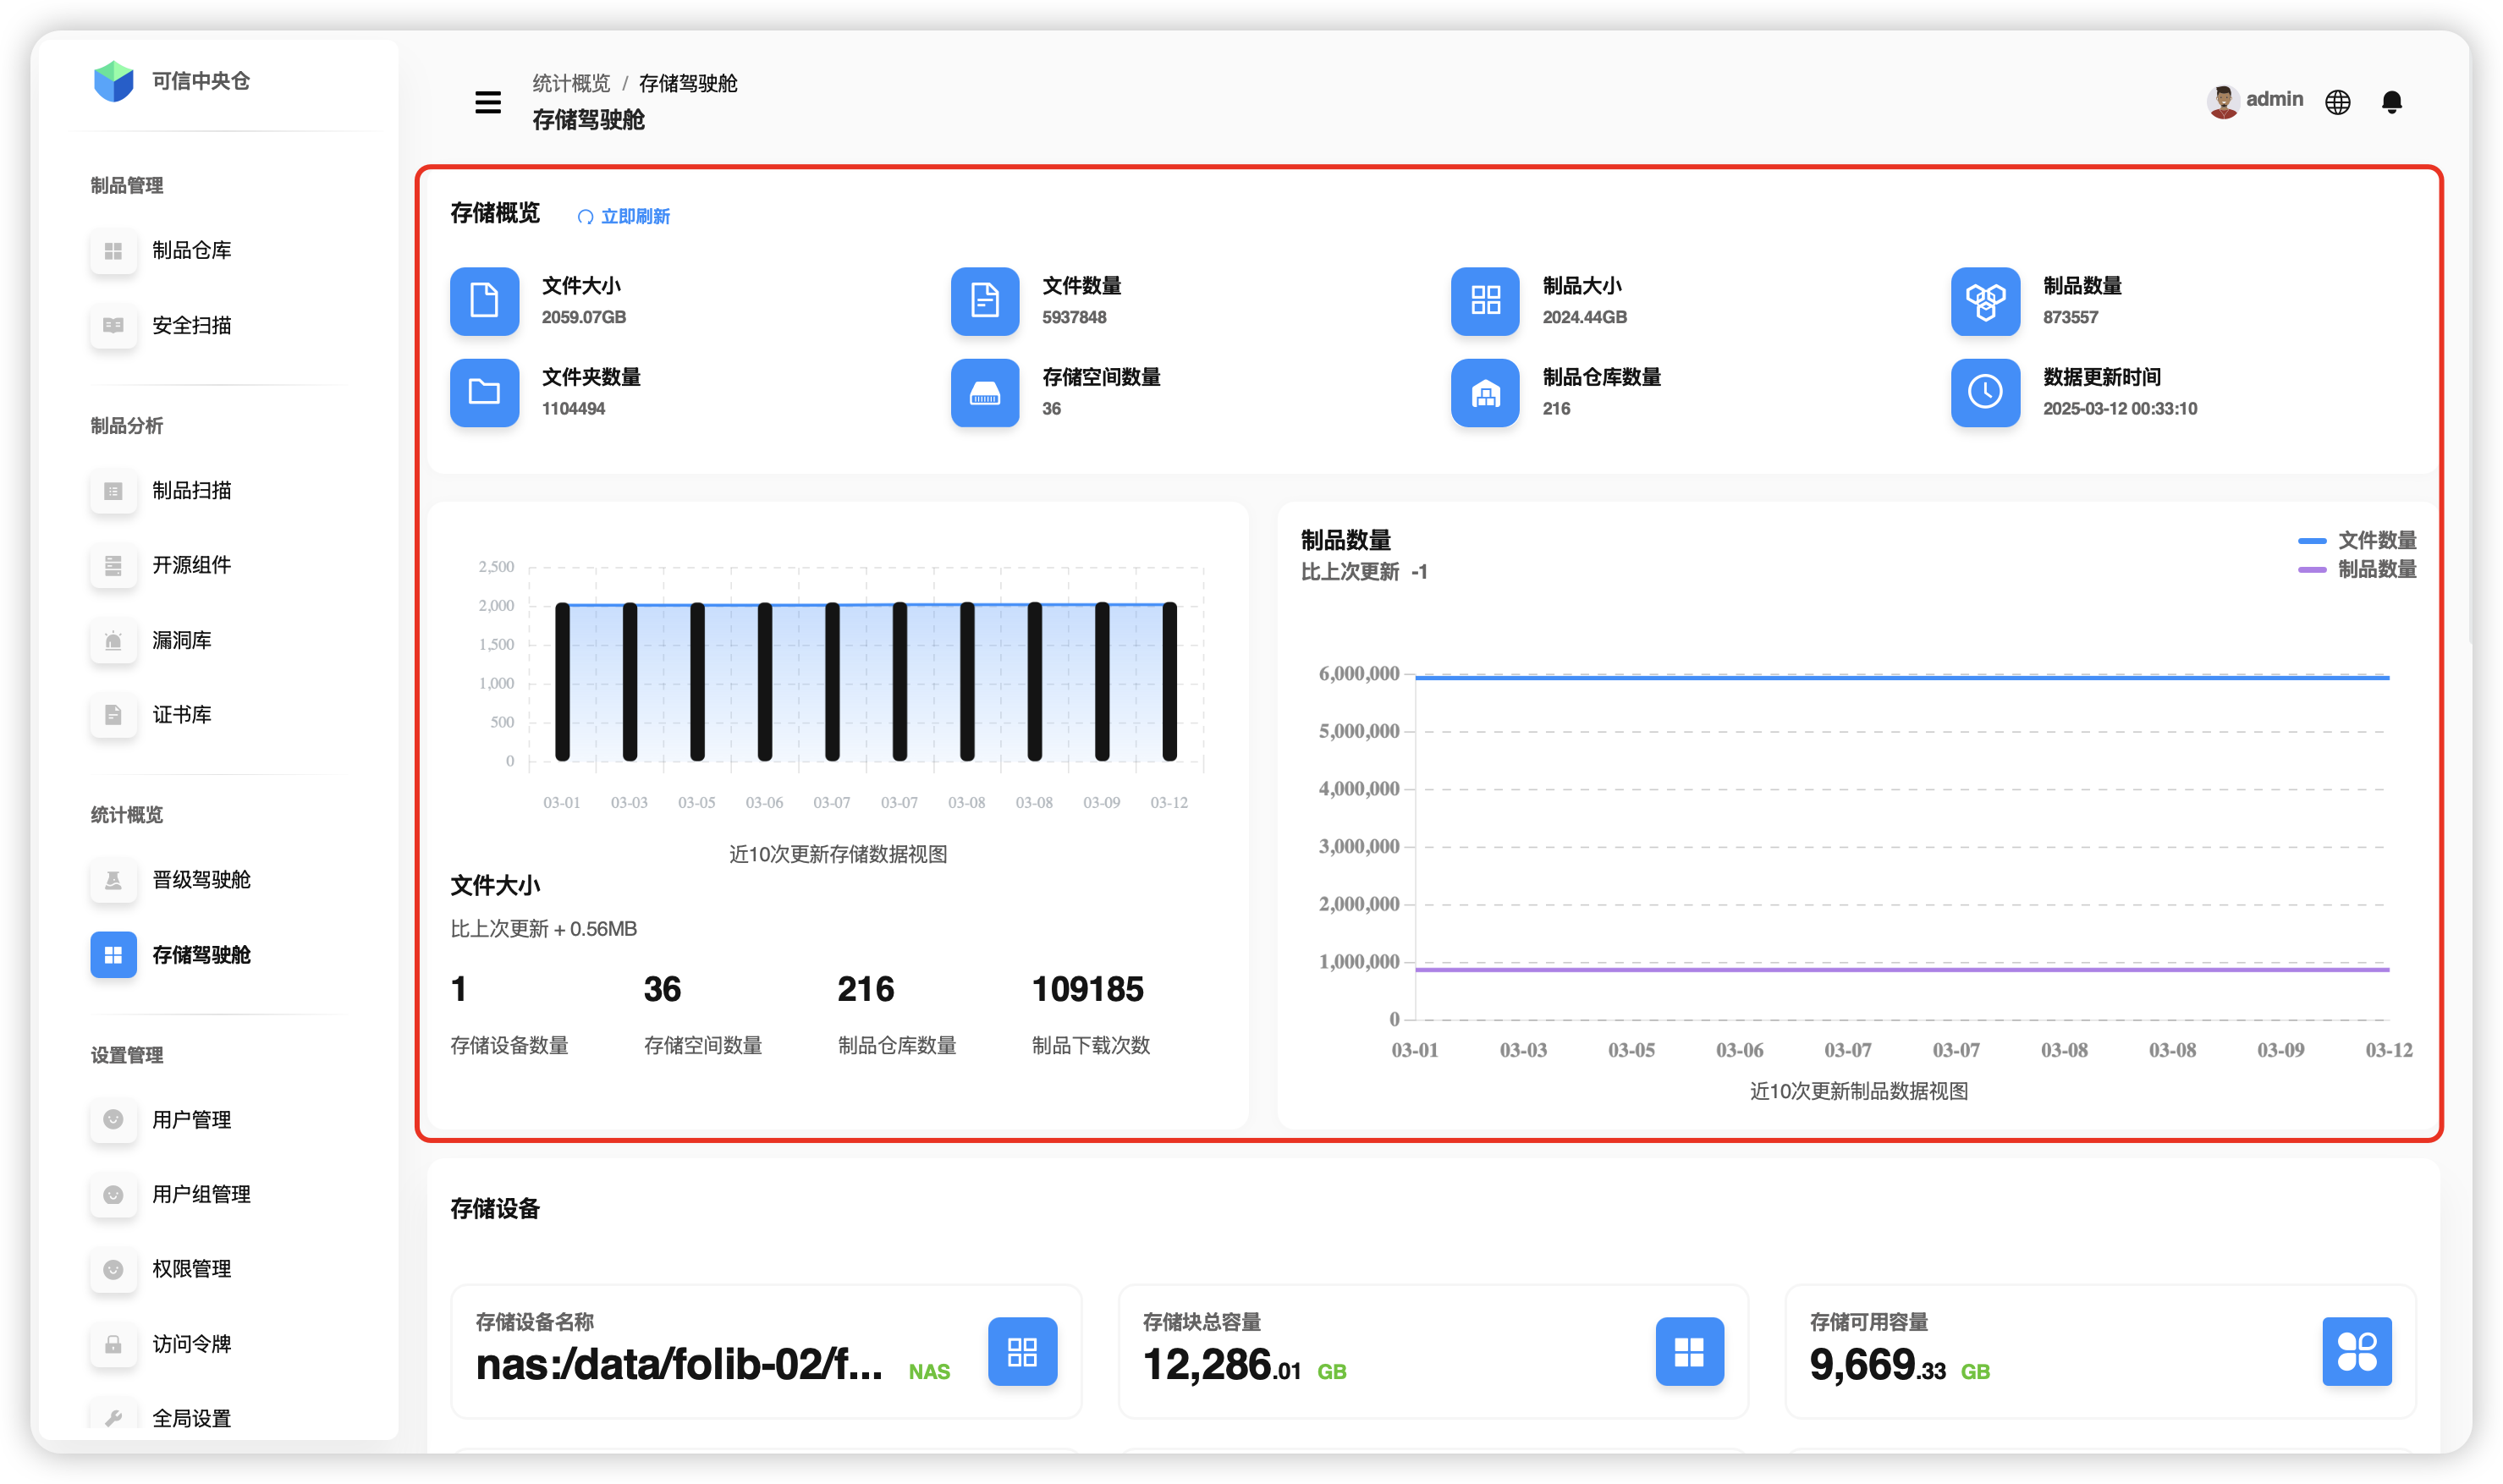 可信中央仓
制品管理
制品仓库
安全扫描
制品分析
制品扫描
开源组件
漏洞库
证书库
统计概览
晋级驾驶舱
存储驾驶舱
设置管理
用户管理
用户组管理
权限管理
访问令牌
全局设置
统计概览 / 存储驾驶舱
存储驾驶舱
admin
存储概览 立即刷新
文件大小
2059.07GB
文件数量
5937848
制品大小
2024.44GB
制品数量
873557
文件夹数量
1104494
存储空间数量
36
制品仓库数量
216
数据更新时间
2025-03-12 00:33:10
2,500
2,000
1,500
1,000
500
0
03-01 03-03 03-05 03-06 03-07 03-07 03-08 03-08 03-09 03-12
近10次更新存储数据视图
文件大小
比上次更新 + 0.56MB
1 36 216 109185
存储设备数量 存储空间数量 制品仓库数量 制品下载次数
制品数量
比上次更新 -1
文件数量
制品数量
6,000,000
5,000,000
4,000,000
3,000,000
2,000,000
1,000,000
0
03-01 03-03 03-05 03-06 03-07 03-07 03-08 03-08 03-09 03-12
近10次更新制品数据视图
存储设备
存储设备名称
nas:/data/folib-02/f... NAS
存储块总容量
12,286.01 GB
存储可用容量
9,669.33 GB